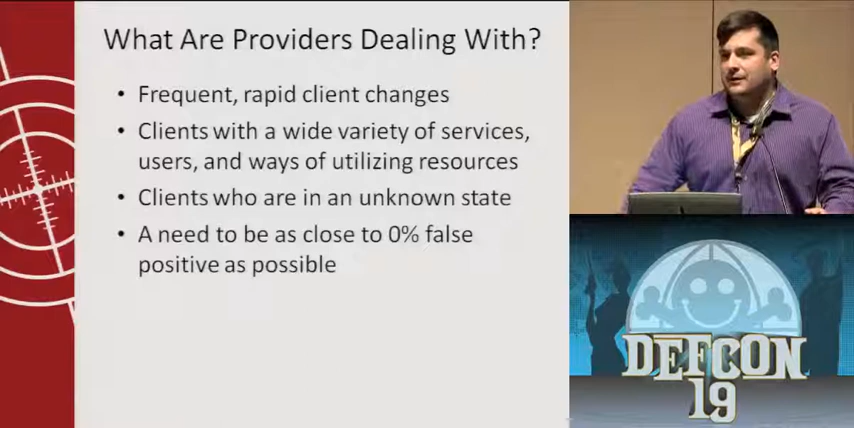 What Are Providers Dealing With?
• Frequent, rapid client changes
• Clients with a wide variety of services,
users, and ways of utilizing resources
• Clients who are in an unknown state
• A need to be as close to 0% false
positive as possible
DEFCON
19